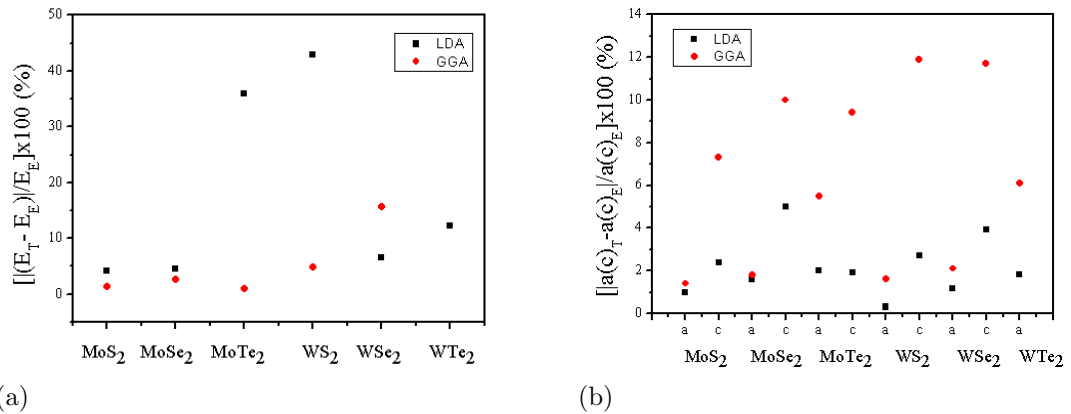 [|(E_T - E_E)|/E_E]x100 (%)
50
40
30
20
10
0
LDA
GGA
MoS2 MoSe2 MoTe2 WS2 WSe2 WTe2
(a)
[|a(c)_T-a(c)_E|/a(c)_E]x100 (%)
14
12
10
8
6
4
2
0
LDA
GGA
a c a c a c a c a c a
MoS2 MoSe2 MoTe2 WS2 WSe2 WTe2
(b)